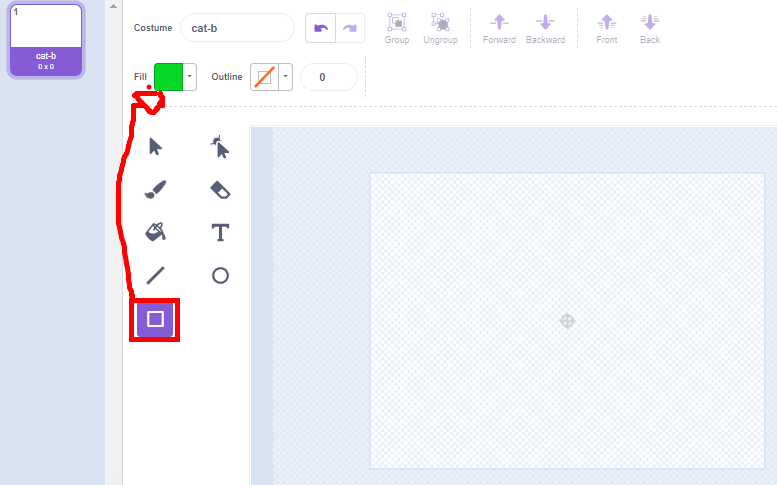 1
cat-b
0 x 0
Costume cat-b
Group Ungroup Forward Backward Front Back
Fill Outline 0
T